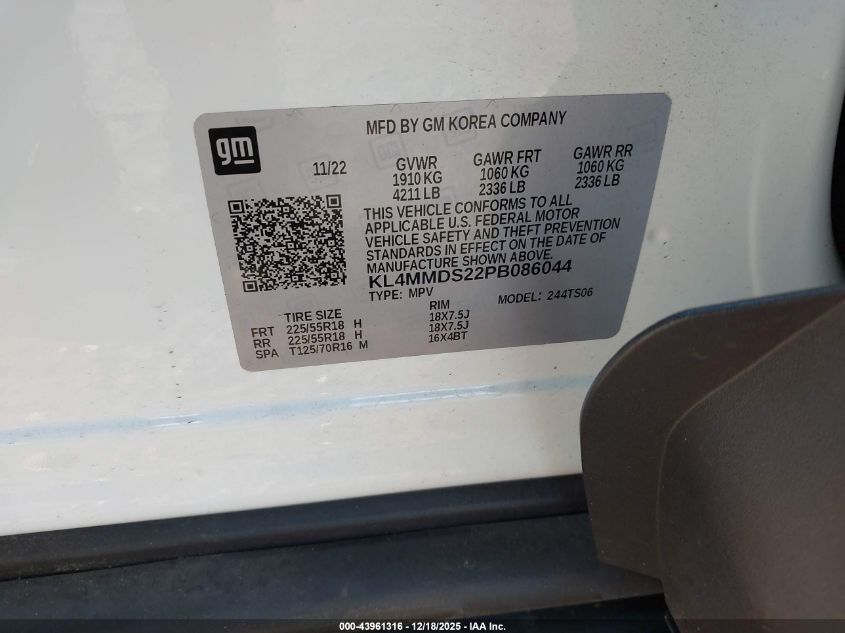 gm
MFD BY GM KOREA COMPANY
11/22
GVWR
1910 KG
4211 LB
GAWR FRT
1060 KG
2336 LB
GAWR RR
1060 KG
2336 LB
THIS VEHICLE CONFORMS TO ALL
APPLICABLE U.S. FEDERAL MOTOR
VEHICLE SAFETY AND THEFT PREVENTION
STANDARDS IN EFFECT ON THE DATE OF
MANUFACTURE SHOWN ABOVE.
KL4MMDS22PB086044
TYPE: MPV
MODEL: 244TS06
TIRE SIZE RIM
FRT 225/55R18 H 18X7.5J
RR 225/55R18 H 18X7.5J
SPA T125/70R16 M 16X4BT
000-43961316 - 12/18/2025 - IAA Inc.